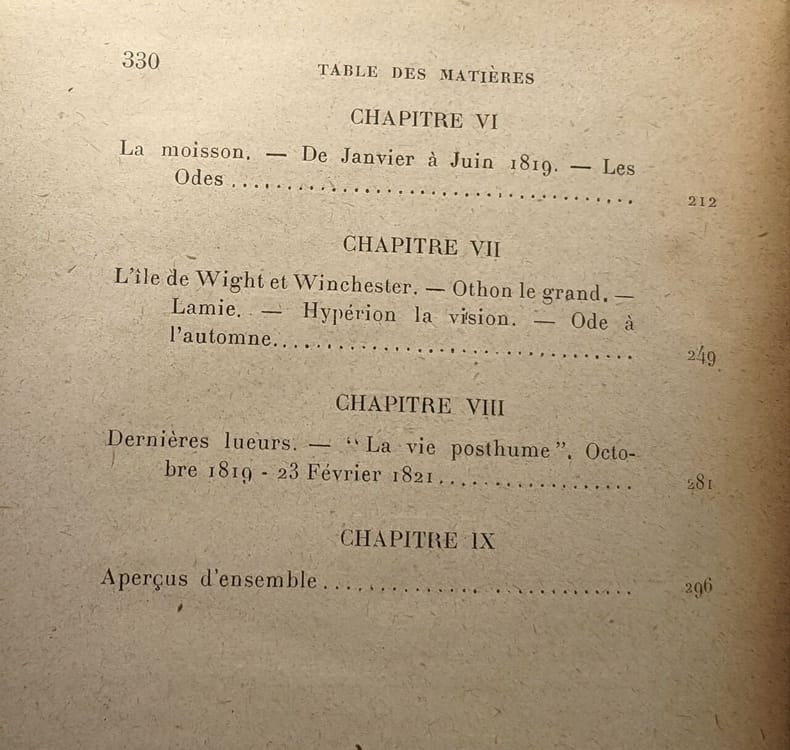 330
TABLE DES MATIÈRES
CHAPITRE VI
La moisson. — De Janvier à Juin 1819. — Les
Odes ........................................ 212
CHAPITRE VII
L'île de Wight et Winchester. — Othon le grand. —
Lamie. — Hypérion la vision. — Ode à
l'automne........................................ 249
CHAPITRE VIII
Dernières lueurs. — “La vie posthume”. Octo-
bre 1819 - 23 Février 1821.................... 281
CHAPITRE IX
Aperçus d'ensemble.............................. 296